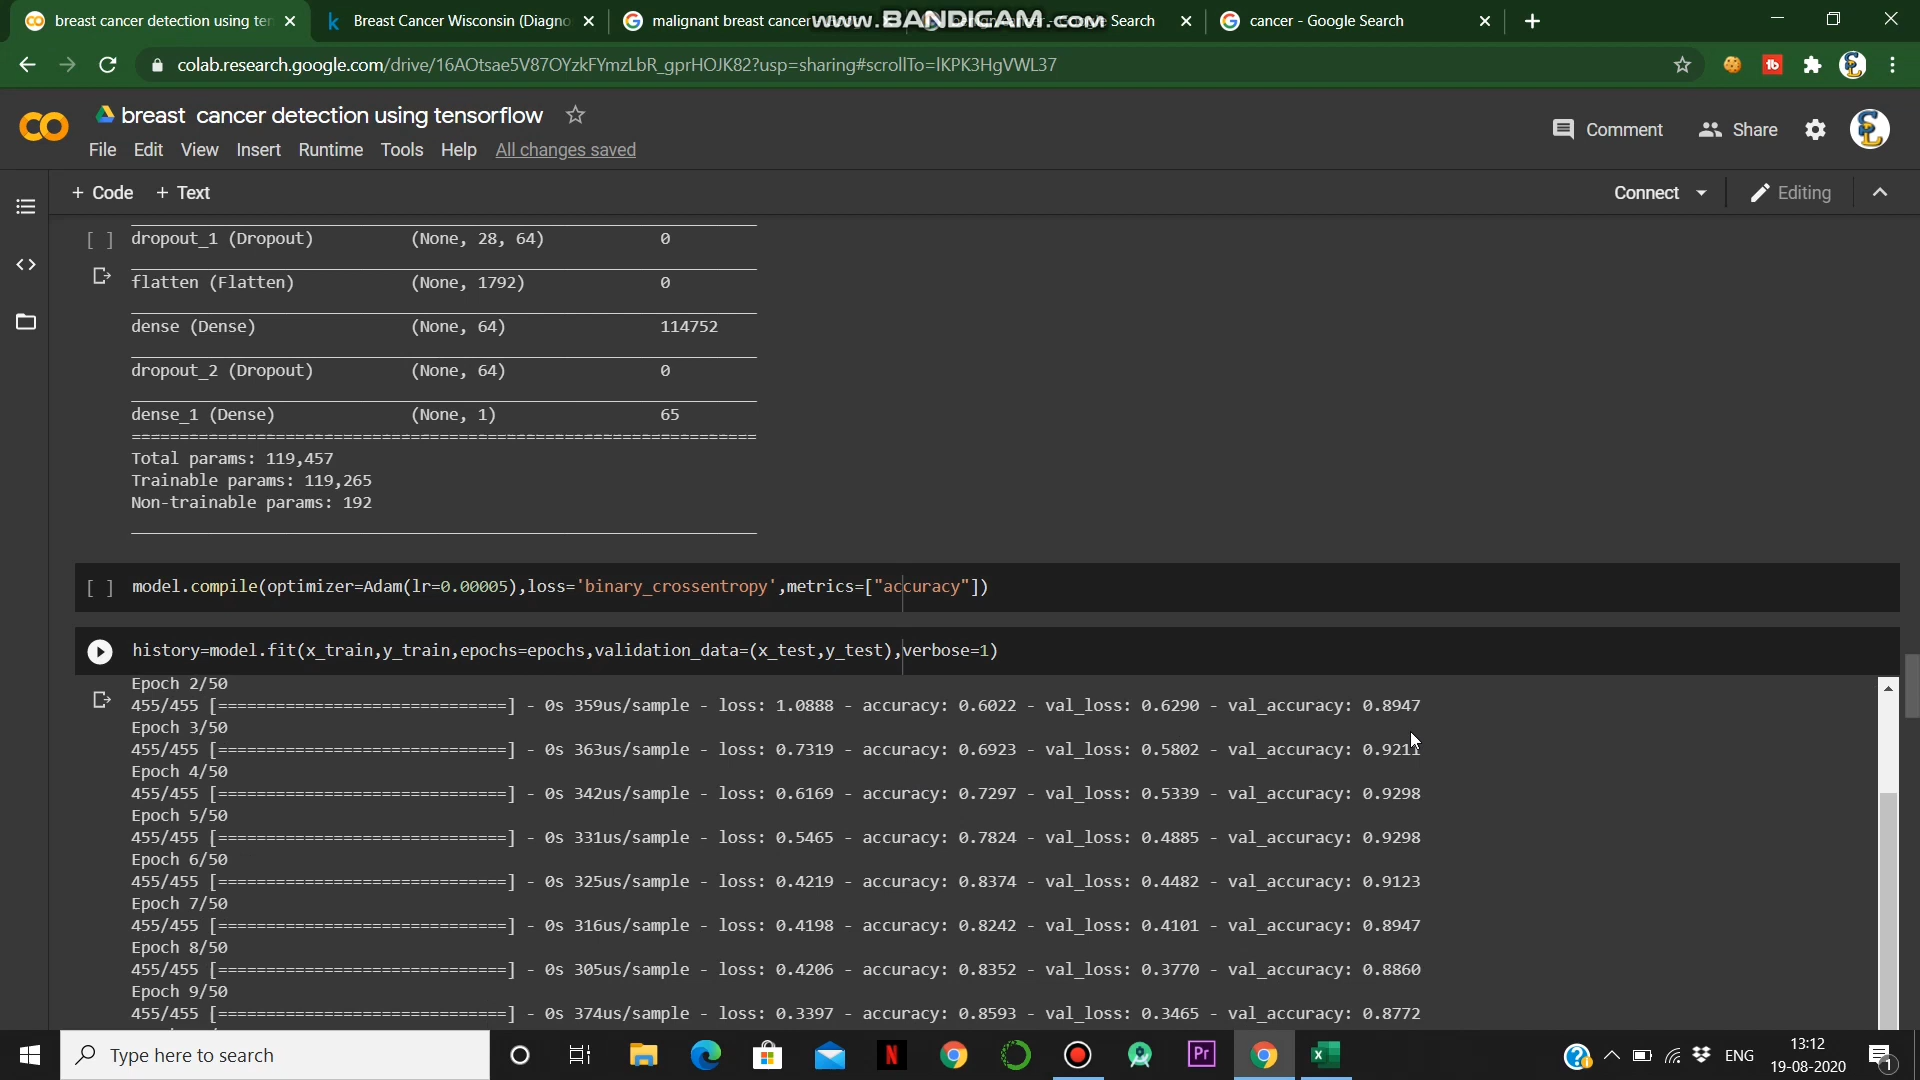 breast cancer detection using ter
Breast Cancer Wisconsin (Diagno
malignant breast cancer
www.BANDICAM.com
Search
cancer - Google Search
colab.research.google.com/drive/16AOtsae5V87OYzkFYmzLbR_gprHOJK82?usp=sharing#scrollTo=lKPK3HgVWL37
breast cancer detection using tensorflow
Comment
Share
File Edit View Insert Runtime Tools Help All changes saved
+ Code + Text
Connect
Editing
[ ] dropout_1 (Dropout) (None, 28, 64) 0
flatten (Flatten) (None, 1792) 0
dense (Dense) (None, 64) 114752
dropout_2 (Dropout) (None, 64) 0
dense_1 (Dense) (None, 1) 65
=================================================================
Total params: 119,457
Trainable params: 119,265
Non-trainable params: 192
[ ] model.compile(optimizer=Adam(lr=0.00005),loss='binary_crossentropy',metrics=["accuracy"])
history=model.fit(x_train,y_train,epochs=epochs,validation_data=(x_test,y_test),verbose=1)
Epoch 2/50
455/455 [==============================] - 0s 359us/sample - loss: 1.0888 - accuracy: 0.6022 - val_loss: 0.6290 - val_accuracy: 0.8947
Epoch 3/50
455/455 [==============================] - 0s 363us/sample - loss: 0.7319 - accuracy: 0.6923 - val_loss: 0.5802 - val_accuracy: 0.9211
Epoch 4/50
455/455 [==============================] - 0s 342us/sample - loss: 0.6169 - accuracy: 0.7297 - val_loss: 0.5339 - val_accuracy: 0.9298
Epoch 5/50
455/455 [==============================] - 0s 331us/sample - loss: 0.5465 - accuracy: 0.7824 - val_loss: 0.4885 - val_accuracy: 0.9298
Epoch 6/50
455/455 [==============================] - 0s 325us/sample - loss: 0.4219 - accuracy: 0.8374 - val_loss: 0.4482 - val_accuracy: 0.9123
Epoch 7/50
455/455 [==============================] - 0s 316us/sample - loss: 0.4198 - accuracy: 0.8242 - val_loss: 0.4101 - val_accuracy: 0.8947
Epoch 8/50
455/455 [==============================] - 0s 305us/sample - loss: 0.4206 - accuracy: 0.8352 - val_loss: 0.3770 - val_accuracy: 0.8860
Epoch 9/50
455/455 [==============================] - 0s 374us/sample - loss: 0.3397 - accuracy: 0.8593 - val_loss: 0.3465 - val_accuracy: 0.8772
Type here to search
ENG
13:12
19-08-2020
1